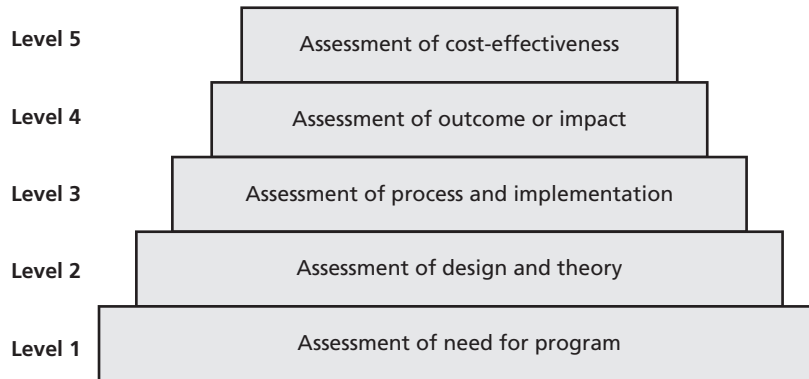 Level 5 Assessment of cost-effectiveness
Level 4 Assessment of outcome or impact
Level 3 Assessment of process and implementation
Level 2 Assessment of design and theory
Level 1 Assessment of need for program